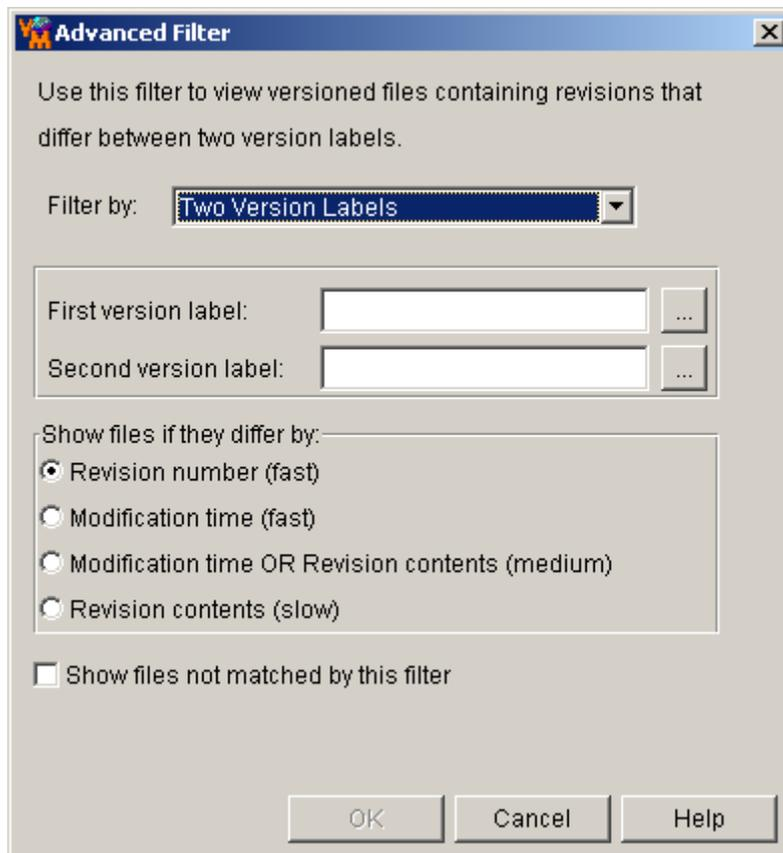 Advanced Filter
Use this filter to view versioned files containing revisions that
differ between two version labels.
Filter by: Two Version Labels
First version label: ...
Second version label: ...
Show files if they differ by:
Revision number (fast)
Modification time (fast)
Modification time OR Revision contents (medium)
Revision contents (slow)
Show files not matched by this filter
OK Cancel Help